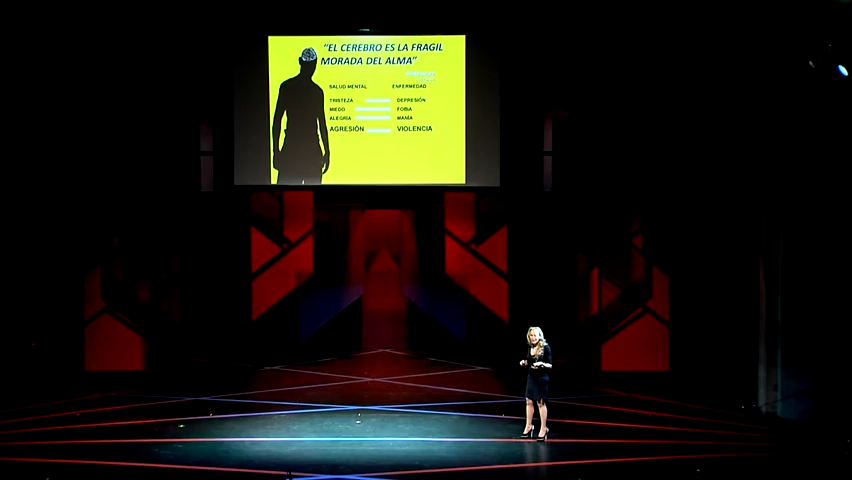 “EL CEREBRO ES LA FRAGIL
MORADA DEL ALMA”
SALUD MENTAL ENFERMEDAD
TRISTEZA DEPRESIÓN
MIEDO FOBIA
ALEGRÍA MANÍA
AGRESIÓN VIOLENCIA